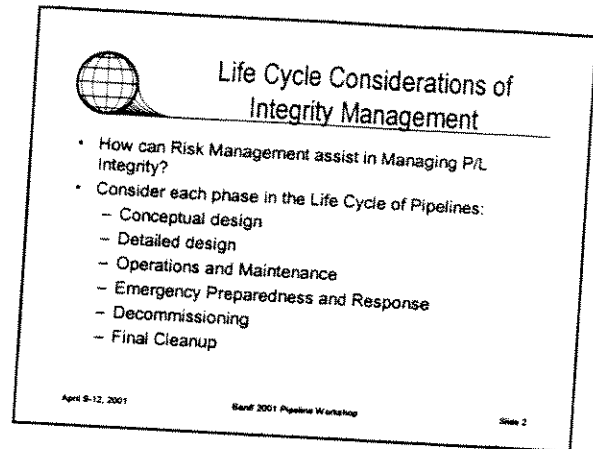 Life Cycle Considerations of
Integrity Management
• How can Risk Management assist in Managing P/L
Integrity?
• Consider each phase in the Life Cycle of Pipelines:
– Conceptual design
– Detailed design
– Operations and Maintenance
– Emergency Preparedness and Response
– Decommissioning
– Final Cleanup
April 9-12, 2001
Banff 2001 Pipeline Workshop
Slide 2